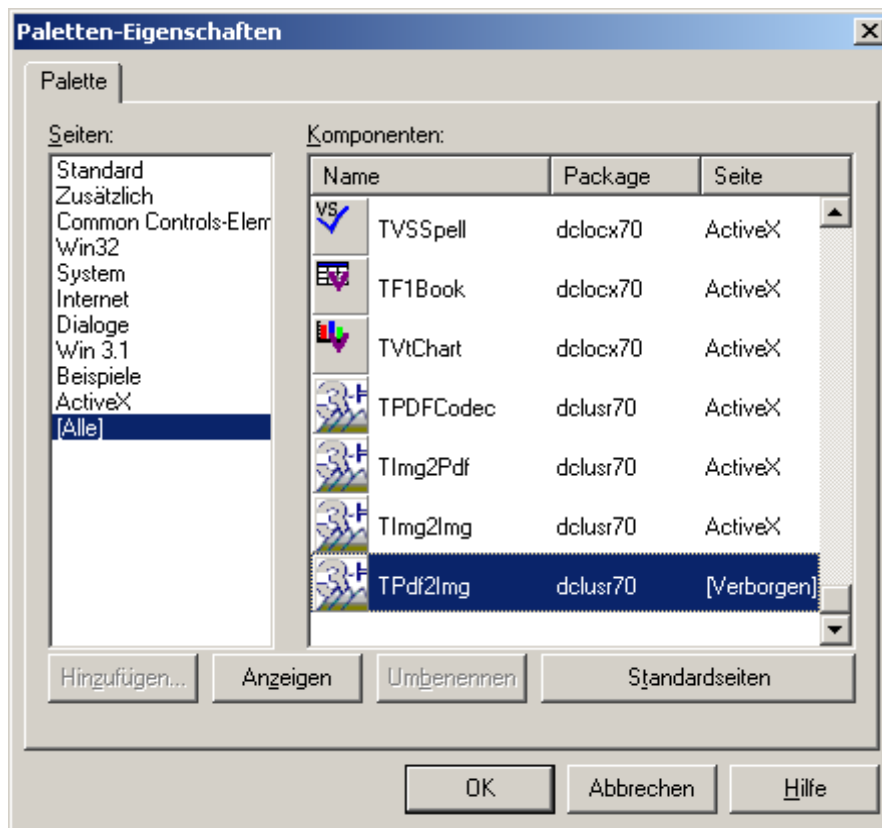 Paletten-Eigenschaften
Palette
Seiten:
Standard
Zusätzlich
Common Controls-Elem
Win32
System
Internet
Dialoge
Win 3.1
Beispiele
ActiveX
[Alle]
Komponenten:
Name Package Seite
VS TVSSpell dclocx70 ActiveX
TF1Book dclocx70 ActiveX
TVtChart dclocx70 ActiveX
TPDFCodec dclusr70 ActiveX
TImg2Pdf dclusr70 ActiveX
TImg2Img dclusr70 ActiveX
TPdf2Img dclusr70 [Verborgen]
Hinzufügen... Anzeigen Umbenennen Standardseiten
OK Abbrechen Hilfe